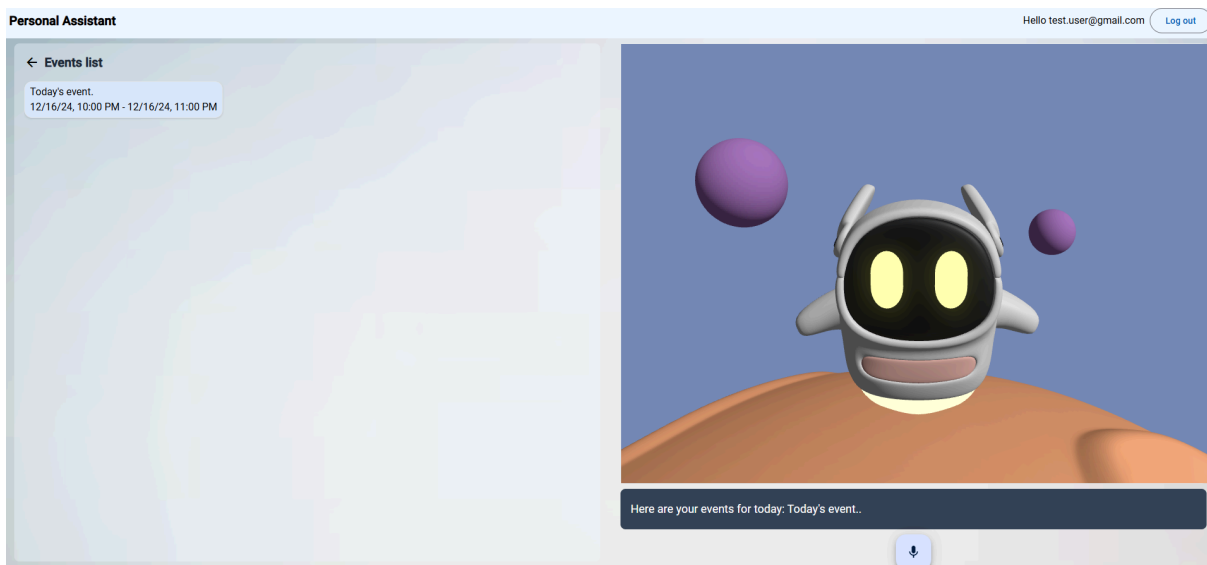 Personal Assistant
Hello test.user@gmail.com Log out
Events list
Today's event.
12/16/24, 10:00 PM - 12/16/24, 11:00 PM
Here are your events for today: Today's event..